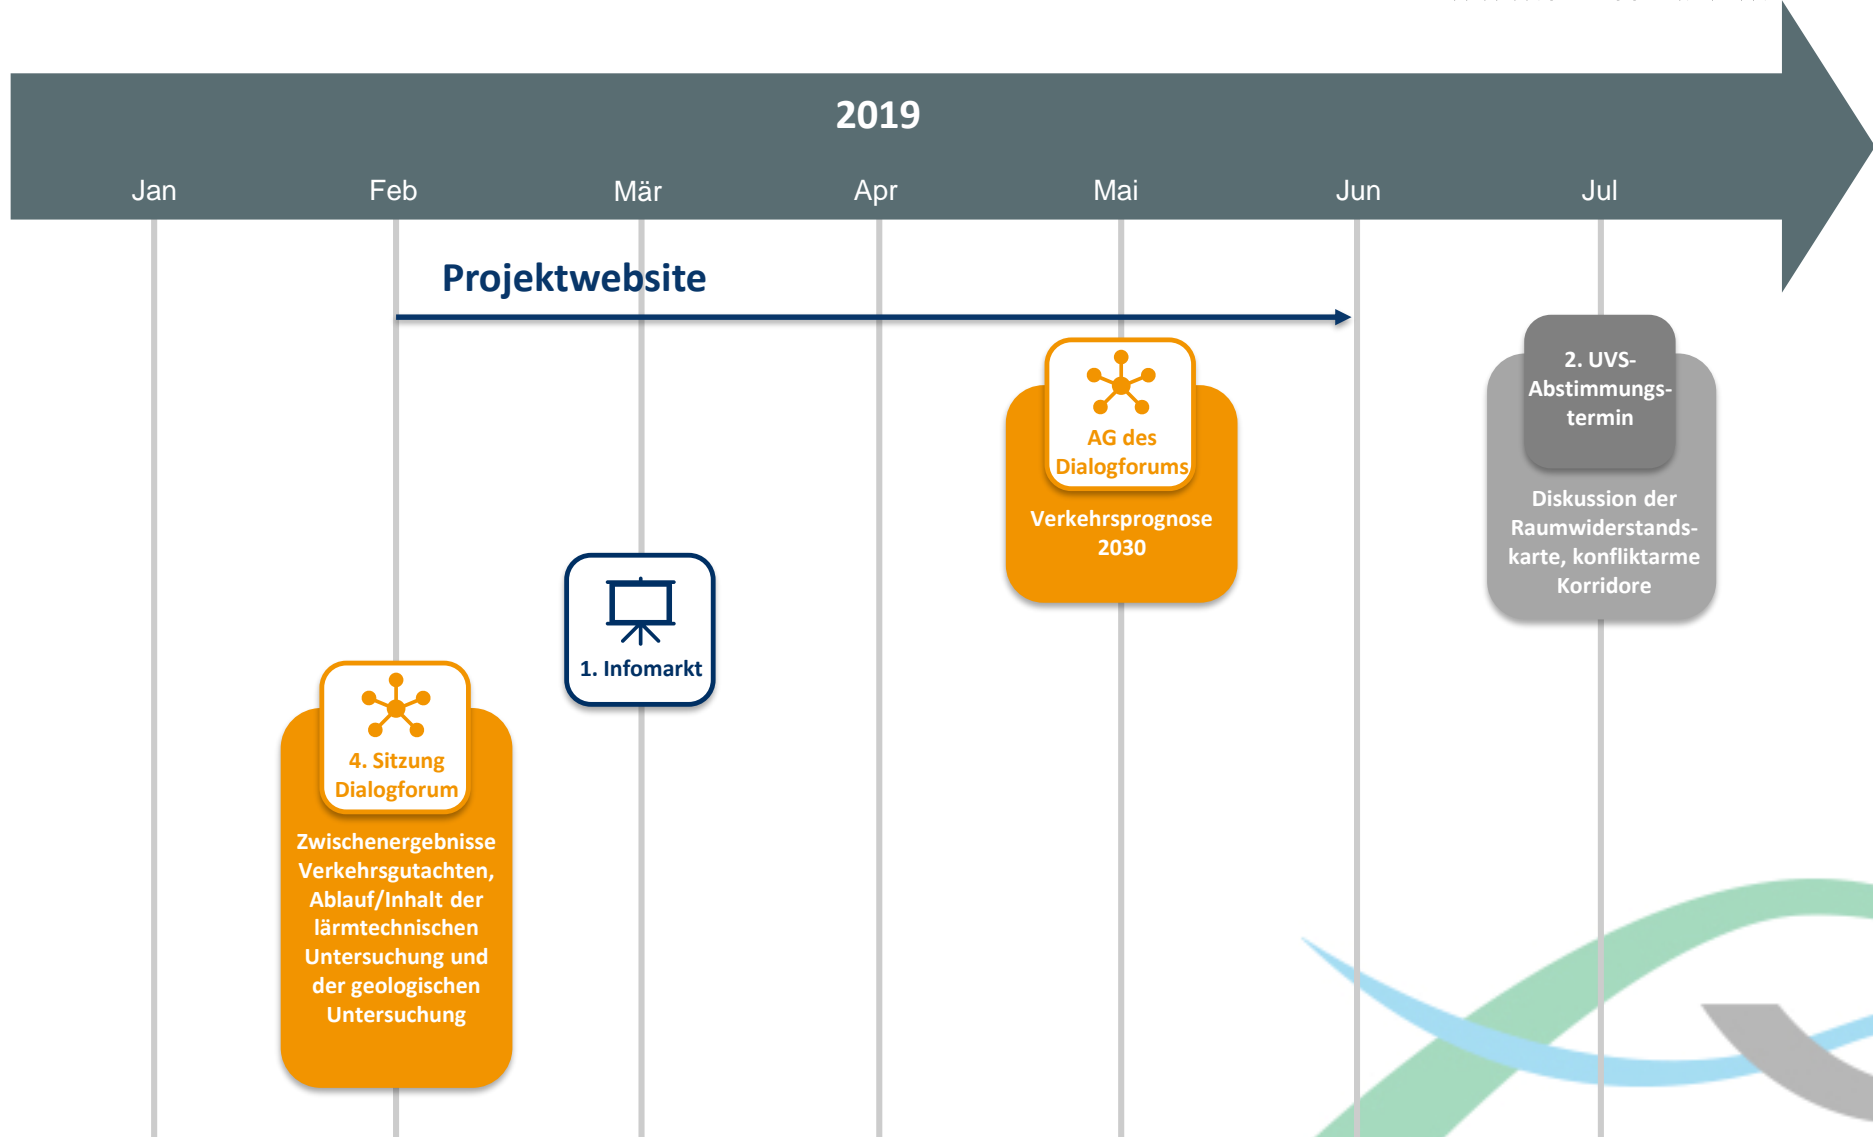 2019
Jan
Feb
Mär
Apr
Mai
Jun
Jul
Projektwebsite
4. Sitzung
Dialogforum
Zwischenergebnisse
Verkehrsgutachten,
Ablauf/Inhalt der
lärmtechnischen
Untersuchung und
der geologischen
Untersuchung
1. Infomarkt
AG des
Dialogforums
Verkehrsprognose
2030
2. UVS-
Abstimmungs-
termin
Diskussion der
Raumwiderstands-
karte, konfliktarme
Korridore